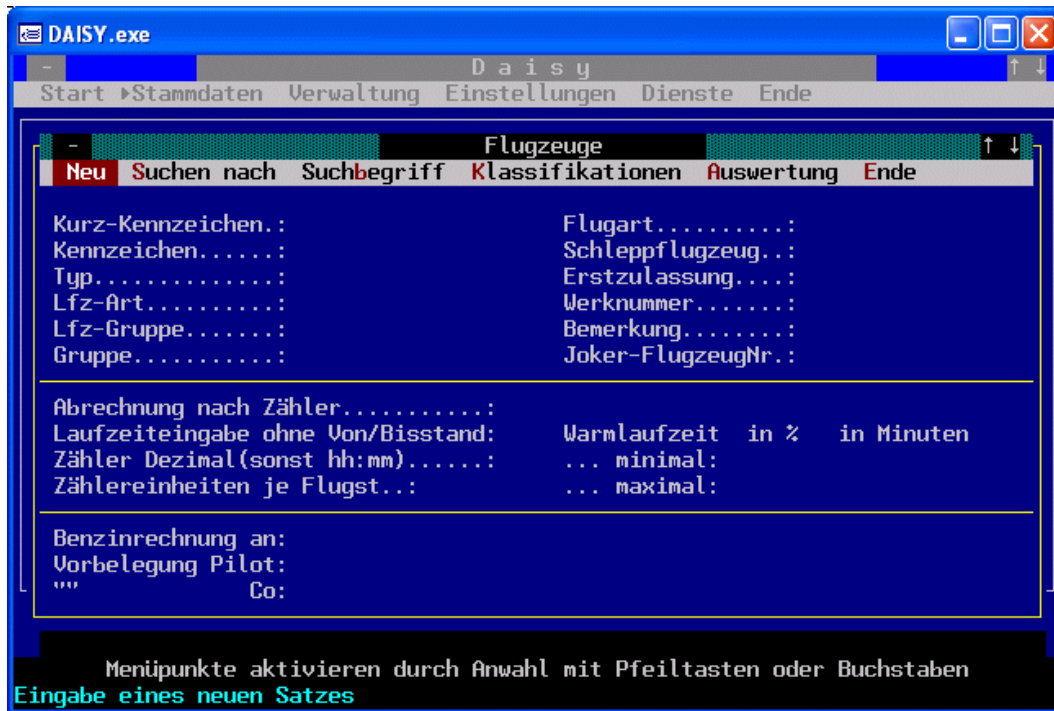 DAISY.exe
- Daisy ↑ ↓
Start ▶Stammdaten Verwaltung Einstellungen Dienste Ende
- Flugzeuge ↑ ↓
Neu Suchen nach Suchbegriff Klassifikationen Auswertung Ende
Kurz-Kennzeichen.: Flugart..........:
Kennzeichen......: Schleppflugzeug..:
Typ..............: Erstzulassung....:
Lfz-Art..........: Werknummer.......:
Lfz-Gruppe.......: Bemerkung........:
Gruppe...........: Joker-FlugzeugNr.:
Abrechnung nach Zähler...........:
Laufzeiteingabe ohne Von/Bisstand: Warmlaufzeit in % in Minuten
Zähler Dezimal(sonst hh:mm)......: ... minimal:
Zählereinheiten je Flugst..: ... maximal:
Benzinrechnung an:
Vorbelegung Pilot:
"" Co:
Menüpunkte aktivieren durch Anwahl mit Pfeiltasten oder Buchstaben
Eingabe eines neuen Satzes